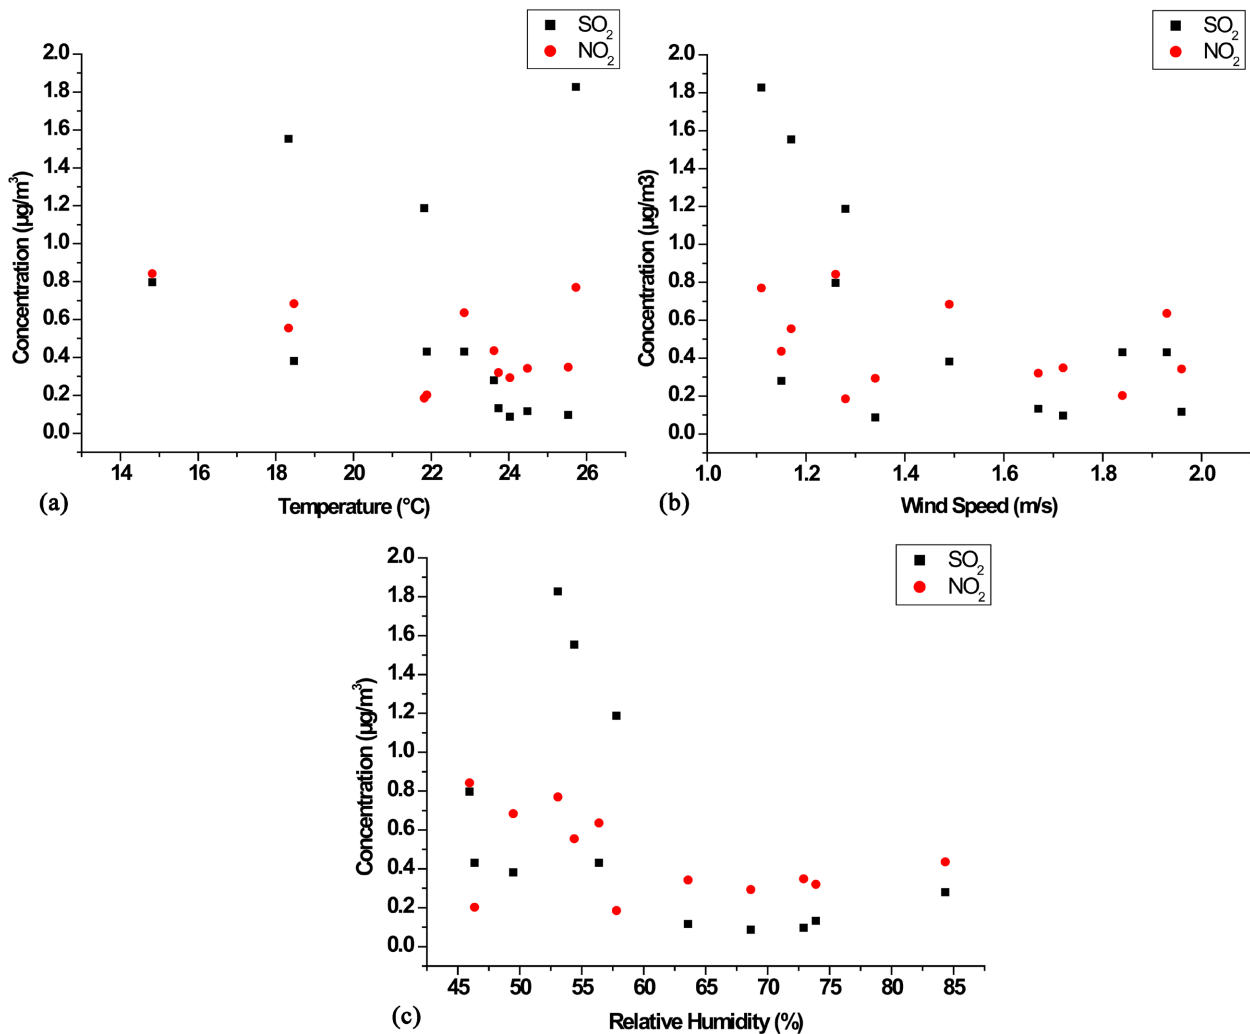 SO2
NO2
2.0
1.8
1.6
1.4
1.2
1.0
0.8
0.6
0.4
0.2
0.0
Concentration (µg/m³)
14 16 18 20 22 24 26
(a) Temperature (°C)
SO2
NO2
2.0
1.8
1.6
1.4
1.2
1.0
0.8
0.6
0.4
0.2
0.0
Concentration (µg/m3)
1.0 1.2 1.4 1.6 1.8 2.0
(b) Wind Speed (m/s)
SO2
NO2
2.0
1.8
1.6
1.4
1.2
1.0
0.8
0.6
0.4
0.2
0.0
Concentration (µg/m³)
45 50 55 60 65 70 75 80 85
(c) Relative Humidity (%)